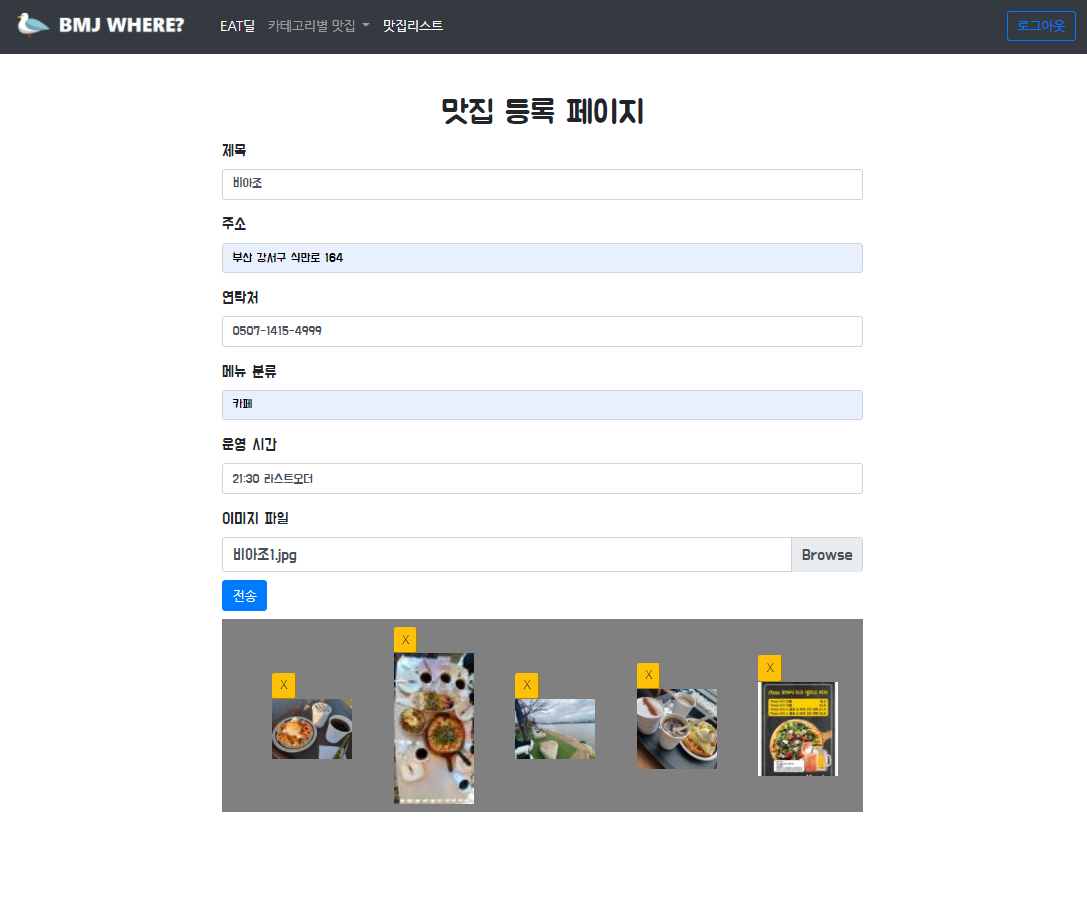 BMJ WHERE?
EAT딜 카테고리별 맛집 맛집리스트
로그아웃
맛집 등록 페이지
제목
비아조
주소
부산 강서구 식만로 164
연락처
0507-1415-4999
메뉴 분류
카페
운영 시간
21:30 라스트오더
이미지 파일
비아조1.jpg Browse
전송
X X X X X